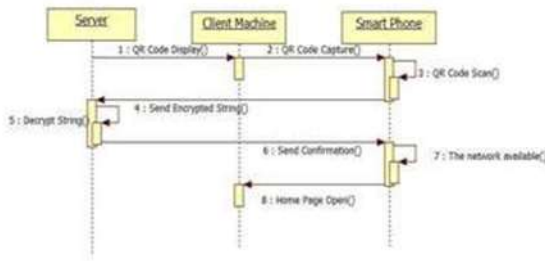 Server
Client Machine
Smart Phone
1 : QR Code Display()
2 : QR Code Capture()
3 : QR Code Scan()
4 : Send Encrypted String()
5 : Decrypt String()
6 : Send Confirmation()
7 : The network available()
8 : Home Page Open()